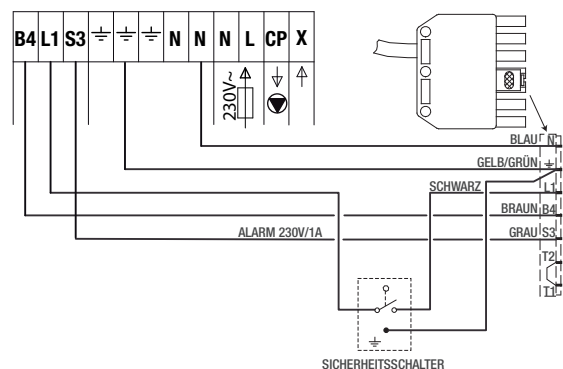 B4 L1 S3 N N N L CP X
230V~
BLAU N
GELB/GRÜN
SCHWARZ L1
BRAUN B4
ALARM 230V/1A GRAU S3
T2
T1
SICHERHEITSSCHALTER